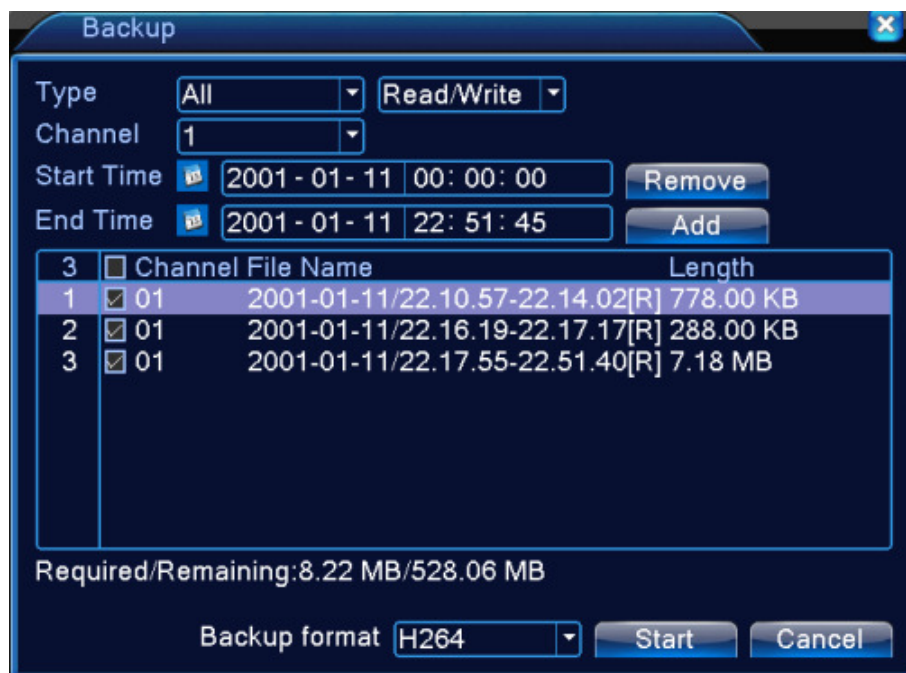 Backup
Type All Read/Write
Channel 1
Start Time 2001 - 01 - 11 00: 00: 00 Remove
End Time 2001 - 01 - 11 22: 51: 45 Add
3 Channel File Name Length
1 01 2001-01-11/22.10.57-22.14.02[R] 778.00 KB
2 01 2001-01-11/22.16.19-22.17.17[R] 288.00 KB
3 01 2001-01-11/22.17.55-22.51.40[R] 7.18 MB
Required/Remaining:8.22 MB/528.06 MB
Backup format H264 Start Cancel